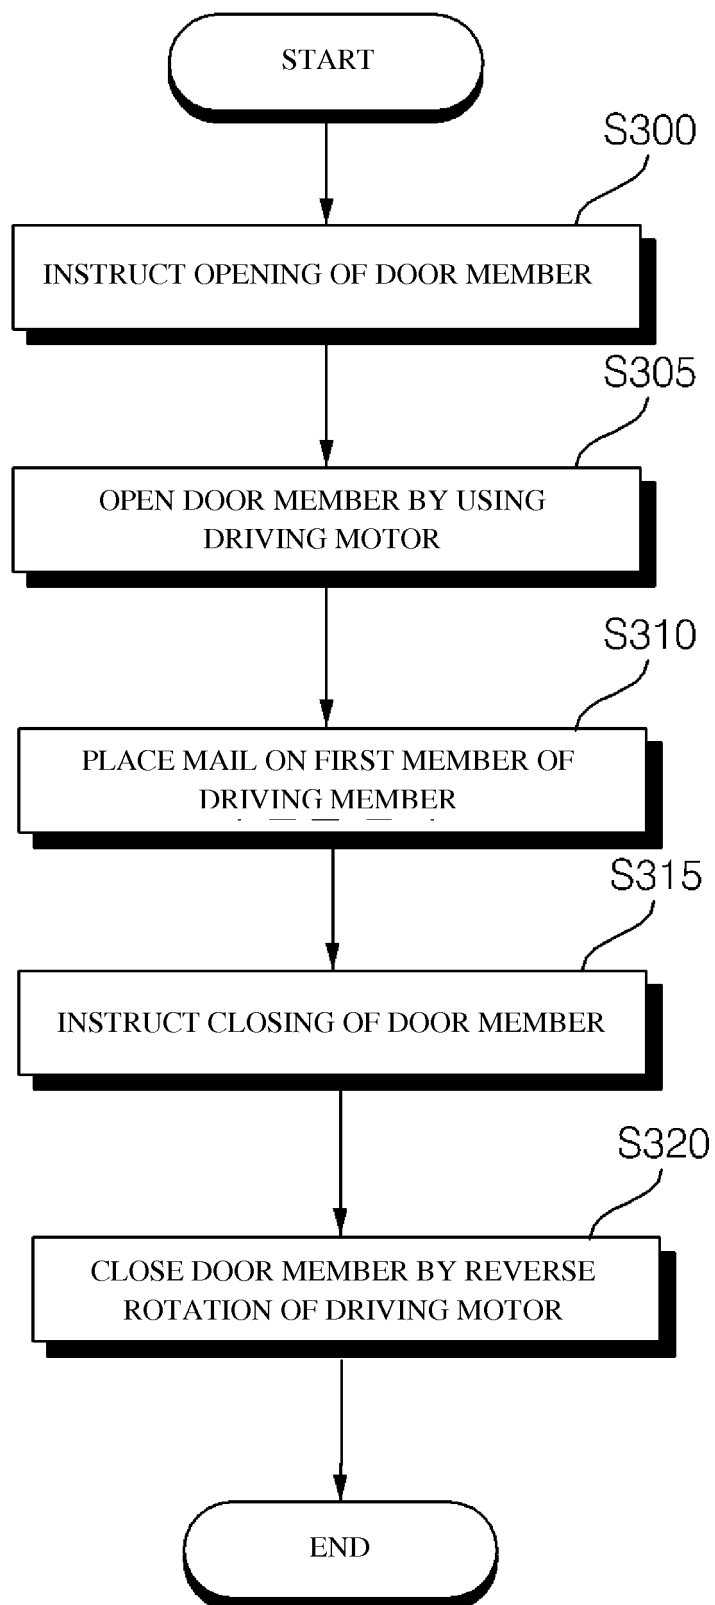 START
S300
INSTRUCT OPENING OF DOOR MEMBER
S305
OPEN DOOR MEMBER BY USING
DRIVING MOTOR
S310
PLACE MAIL ON FIRST MEMBER OF
DRIVING MEMBER
S315
INSTRUCT CLOSING OF DOOR MEMBER
S320
CLOSE DOOR MEMBER BY REVERSE
ROTATION OF DRIVING MOTOR
END